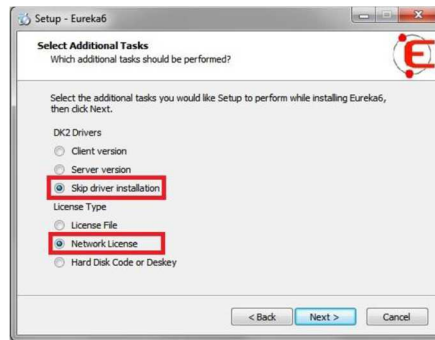 Setup - Eureka6
Select Additional Tasks
Which additional tasks should be performed?
E
Select the additional tasks you would like Setup to perform while installing Eureka6,
then click Next.
DK2 Drivers
Client version
Server version
Skip driver installation
License Type
License File
Network License
Hard Disk Code or Deskey
< Back
Next >
Cancel